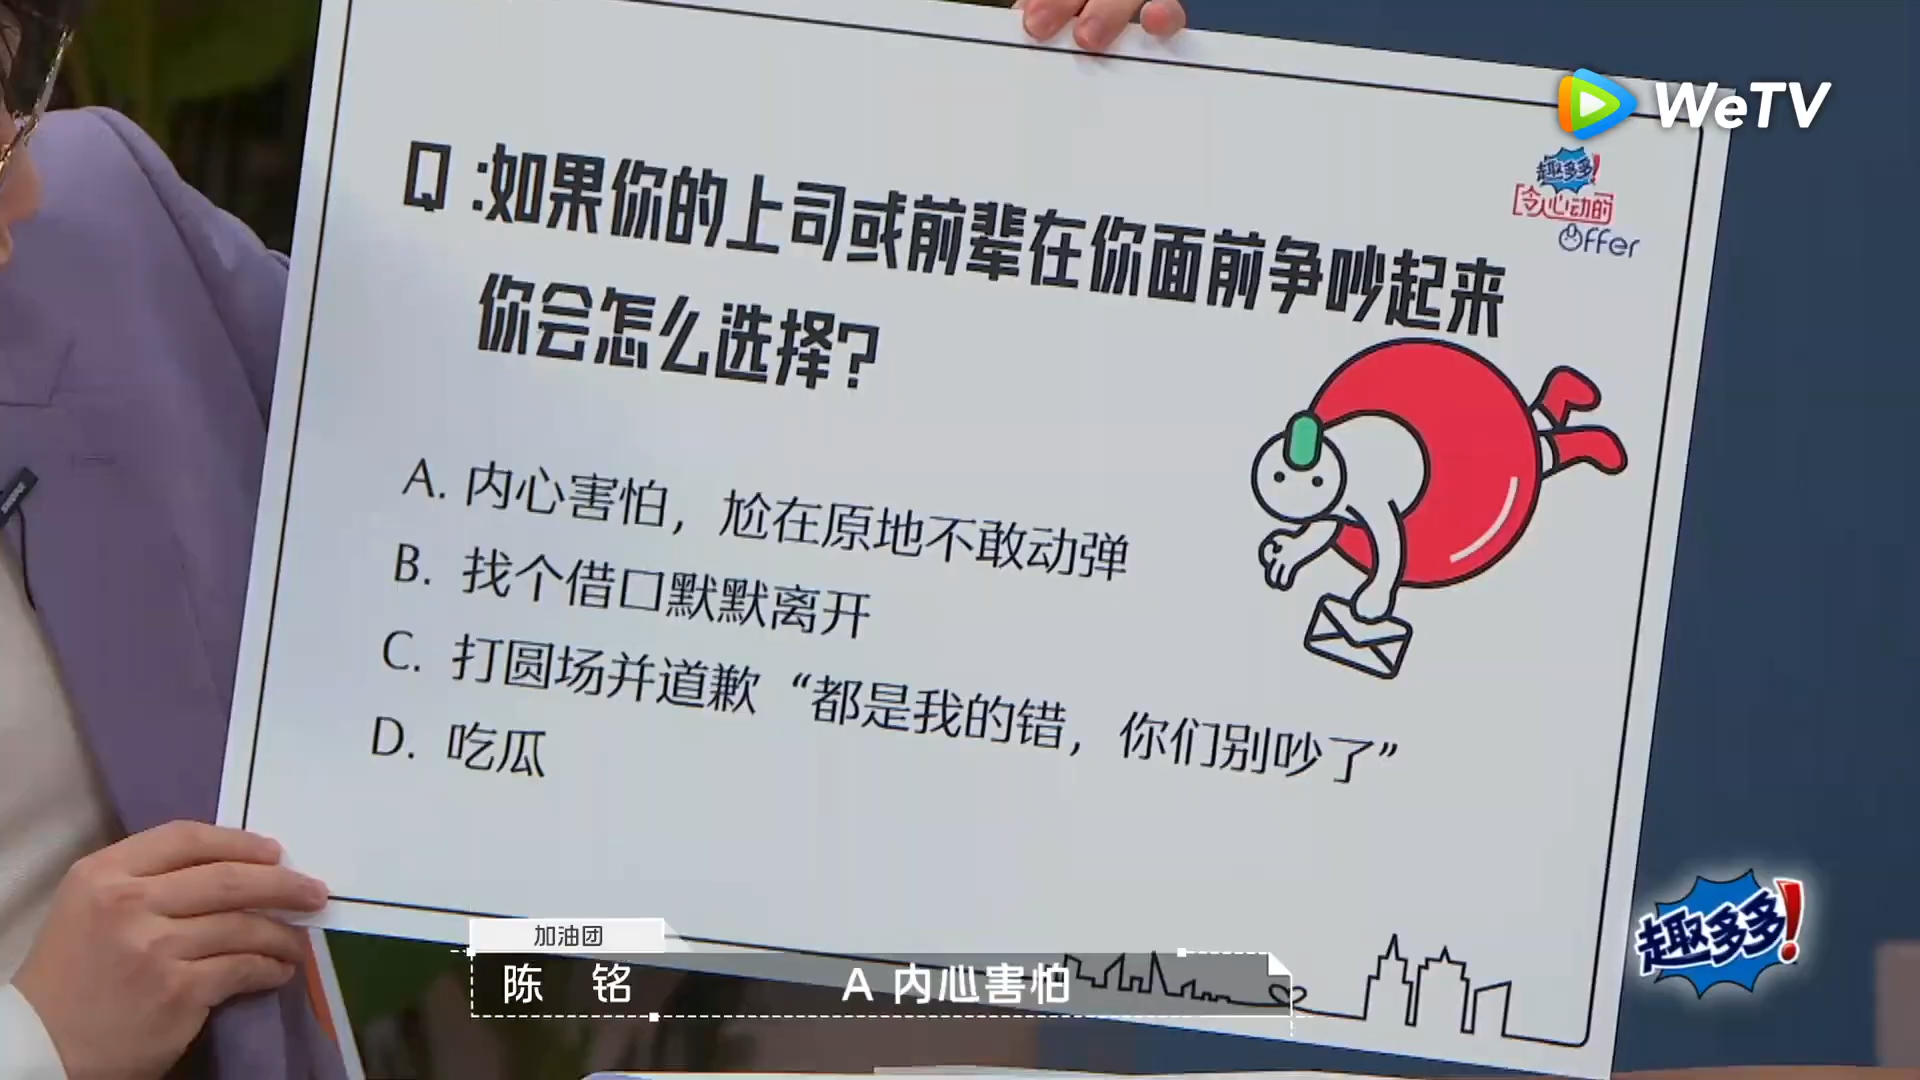 WeTV
趣多多!
令人心动的
offer
Q:如果你的上司或前辈在你面前争吵起来
你会怎么选择?
A. 内心害怕，尬在原地不敢动弹
B. 找个借口默默离开
C. 打圆场并道歉“都是我的错，你们别吵了”
D. 吃瓜
趣多多!
加油团
陈 铭 A 内心害怕